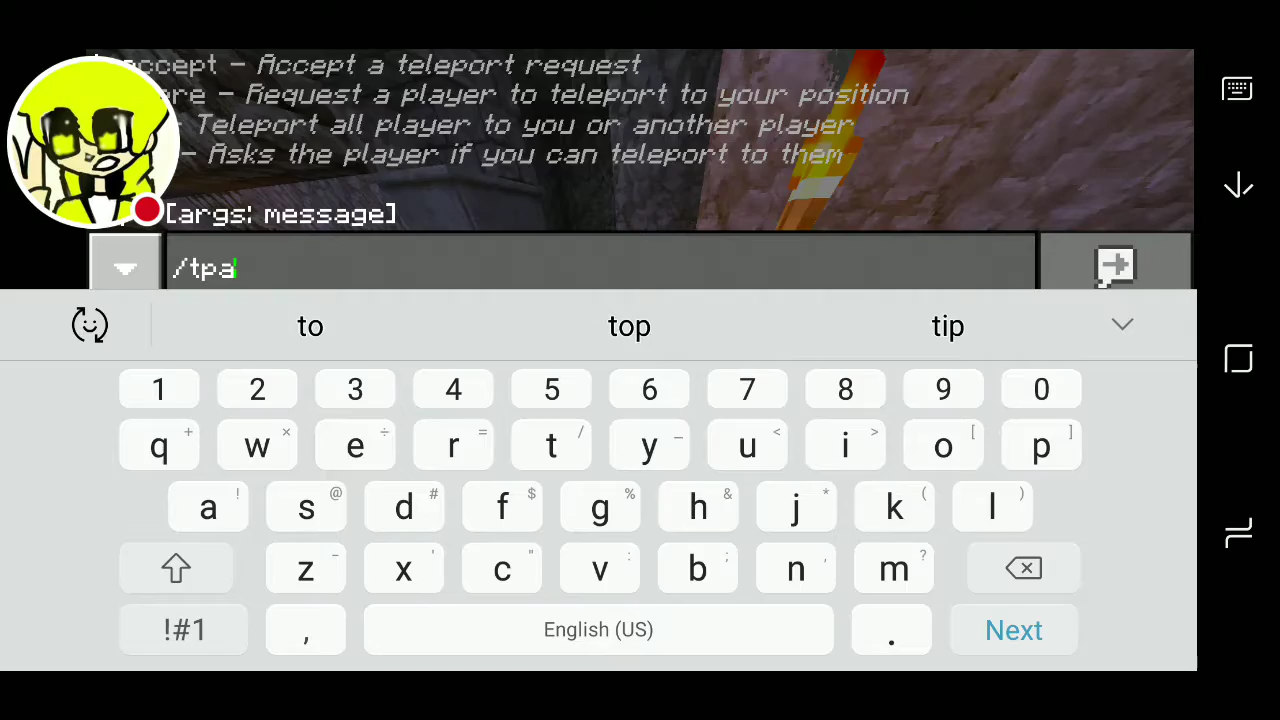 accept - Accept a teleport request
- Request a player to teleport to your position
Teleport all player to you or another player
- Asks the player if you can teleport to them
[args: message]
/tpa
to top tip
1 2 3 4 5 6 7 8 9 0
q + w × e ÷ r = t / y _ u < i > o [ p ]
a ! s @ d # f $ g % h & j * k ( l )
z - x ' c " v : b ; n , m ?
!#1 , English (US) . Next